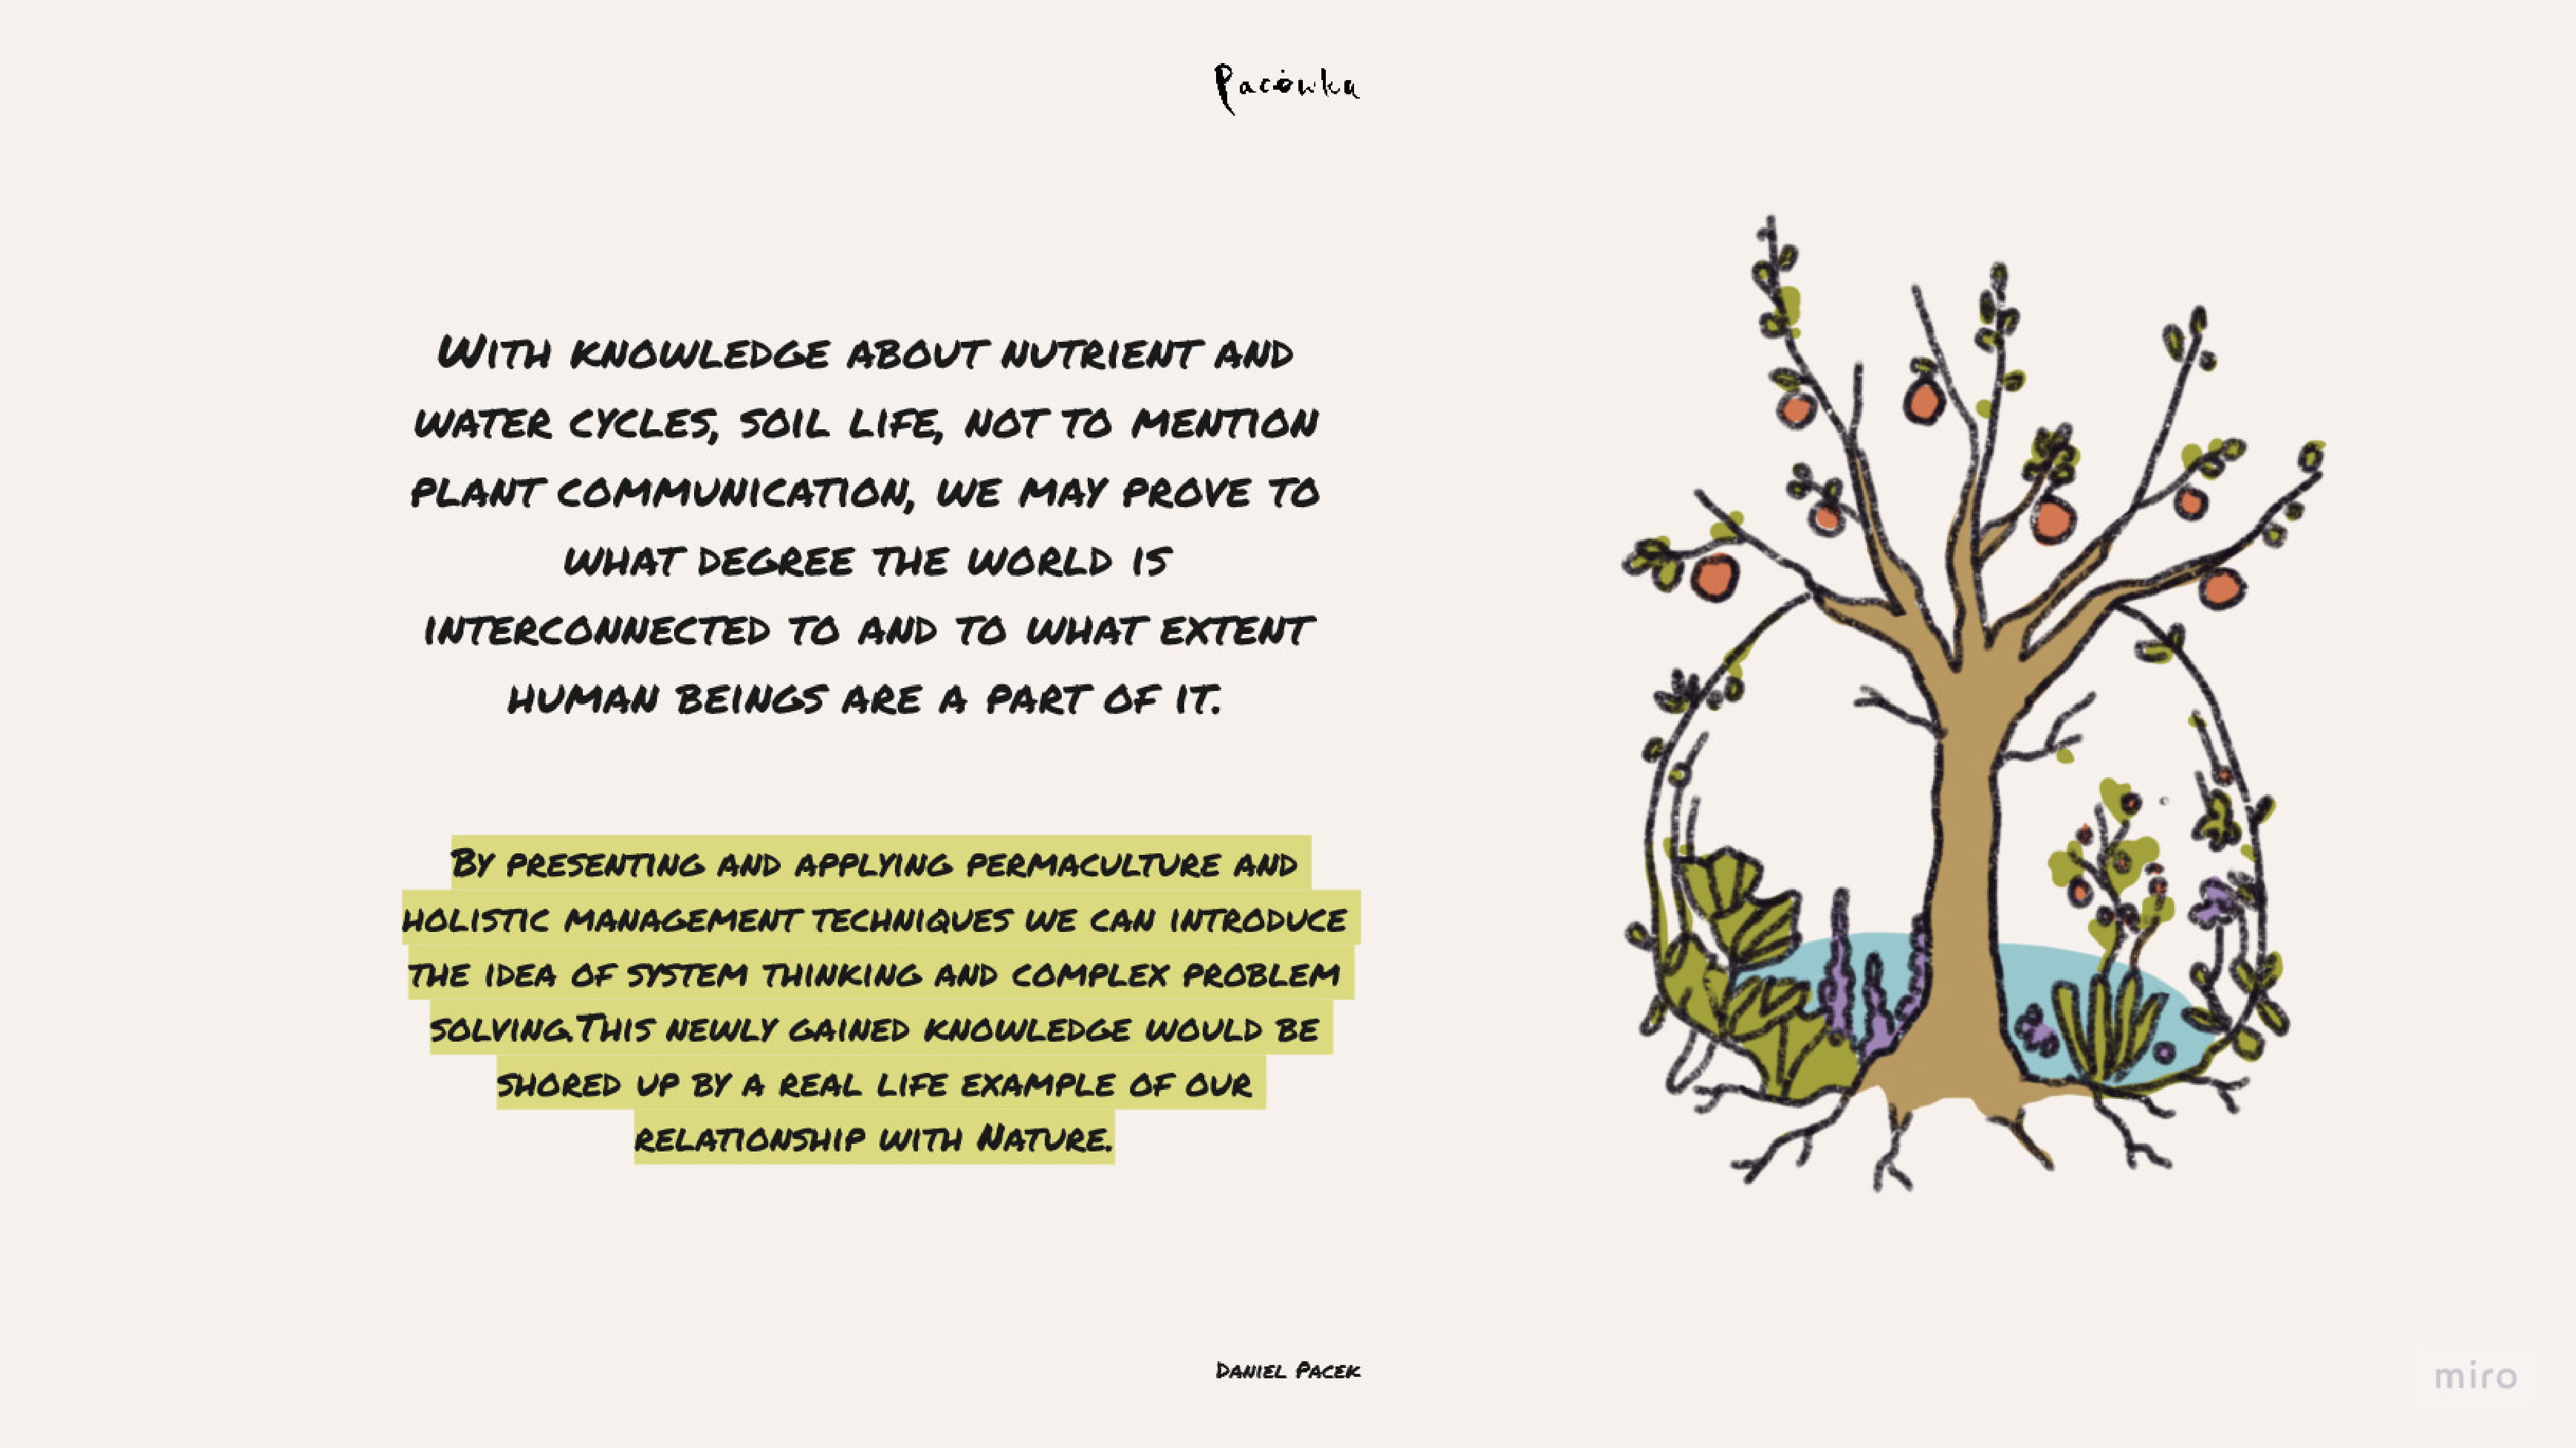 Pacówka
With knowledge about nutrient and
water cycles, soil life, not to mention
plant communication, we may prove to
what degree the world is
interconnected to and to what extent
human beings are a part of it.
By presenting and applying permaculture and
holistic management techniques we can introduce
the idea of system thinking and complex problem
solving.This newly gained knowledge would be
shored up by a real life example of our
relationship with Nature.
Daniel Pacek
miro